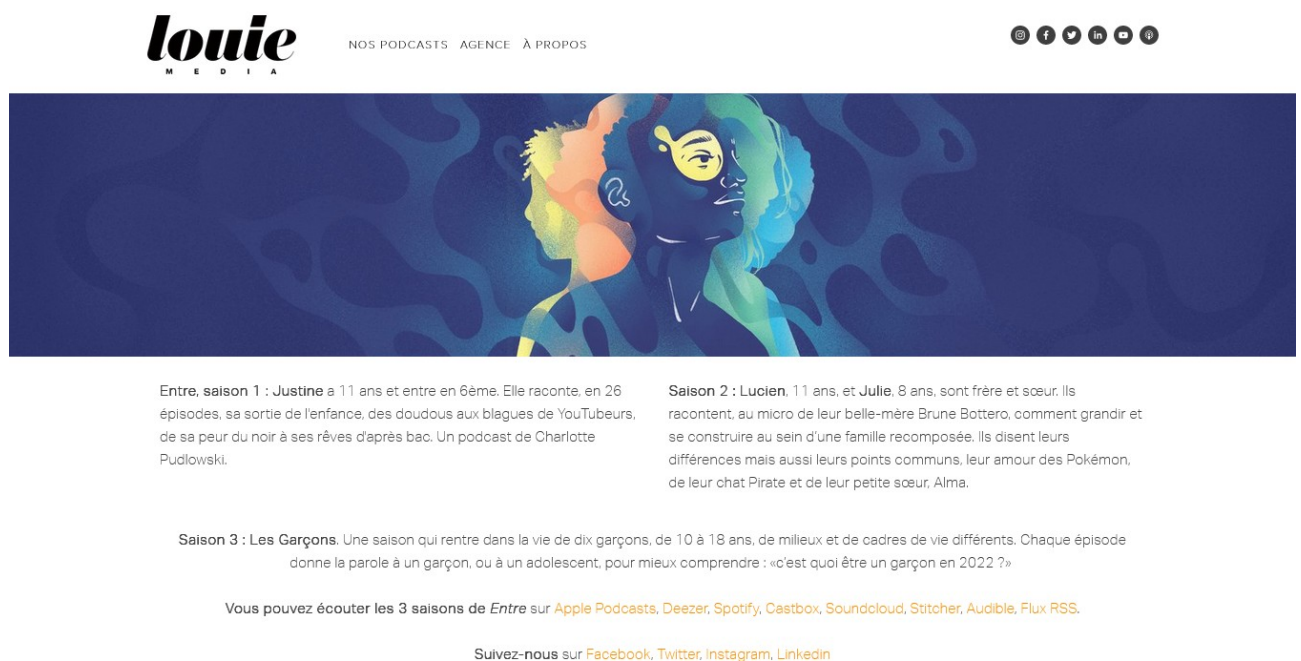 louie
MEDIA
NOS PODCASTS AGENCE À PROPOS
Entre, saison 1 : Justine a 11 ans et entre en 6ème. Elle raconte, en 26
épisodes, sa sortie de l'enfance, des doudous aux blagues de YouTubeurs,
de sa peur du noir à ses rêves d'après bac. Un podcast de Charlotte
Pudlowski.
Saison 2 : Lucien, 11 ans, et Julie, 8 ans, sont frère et sœur. Ils
racontent, au micro de leur belle-mère Brune Bottero, comment grandir et
se construire au sein d'une famille recomposée. Ils disent leurs
différences mais aussi leurs points communs, leur amour des Pokémon,
de leur chat Pirate et de leur petite sœur, Alma.
Saison 3 : Les Garçons. Une saison qui rentre dans la vie de dix garçons, de 10 à 18 ans, de milieux et de cadres de vie différents. Chaque épisode
donne la parole à un garçon, ou à un adolescent, pour mieux comprendre : «c'est quoi être un garçon en 2022 ?»
Vous pouvez écouter les 3 saisons de Entre sur Apple Podcasts, Deezer, Spotify, Castbox, Soundcloud, Stitcher, Audible, Flux RSS.
Suivez-nous sur Facebook, Twitter, Instagram, Linkedin